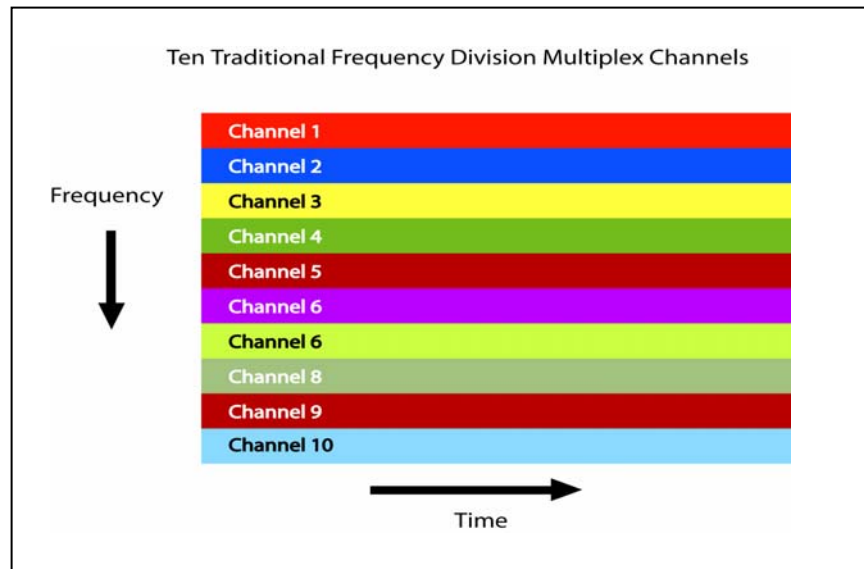 Ten Traditional Frequency Division Multiplex Channels
Channel 1
Channel 2
Frequency
Channel 3
Channel 4
Channel 5
Channel 6
Channel 6
Channel 8
Channel 9
Channel 10
Time